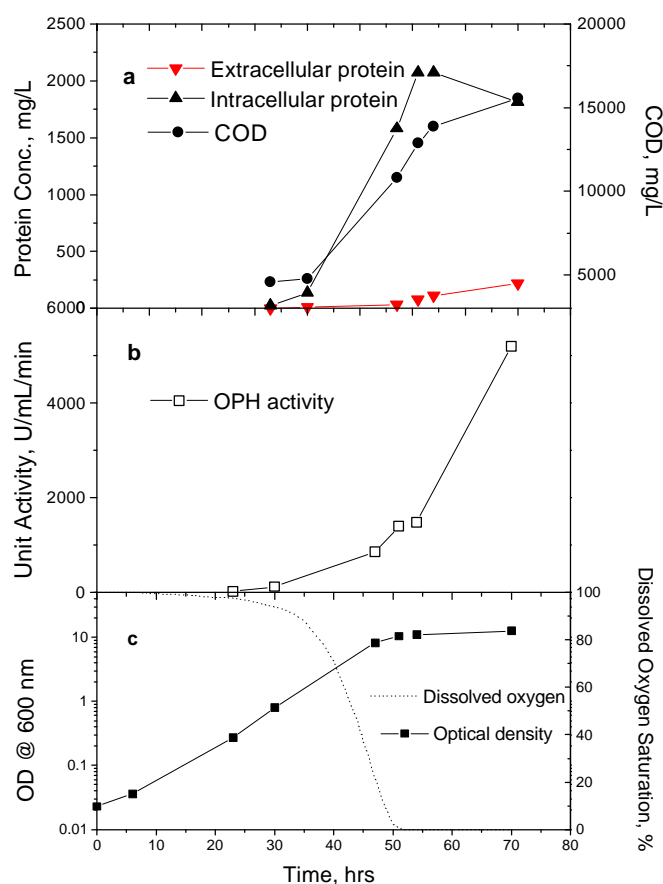 2500
2000
1500
1000
500
0
Protein Conc., mg/L
a
Extracellular protein
Intracellular protein
COD
20000
15000
10000
5000
COD, mg/L
6000
4000
2000
0
Unit Activity, U/mL/min
b
OPH activity
10
1
0.1
0.01
OD @ 600 nm
c
Dissolved oxygen
Optical density
100
80
60
40
20
0
Dissolved Oxygen Saturation, %
0 10 20 30 40 50 60 70 80
Time, hrs